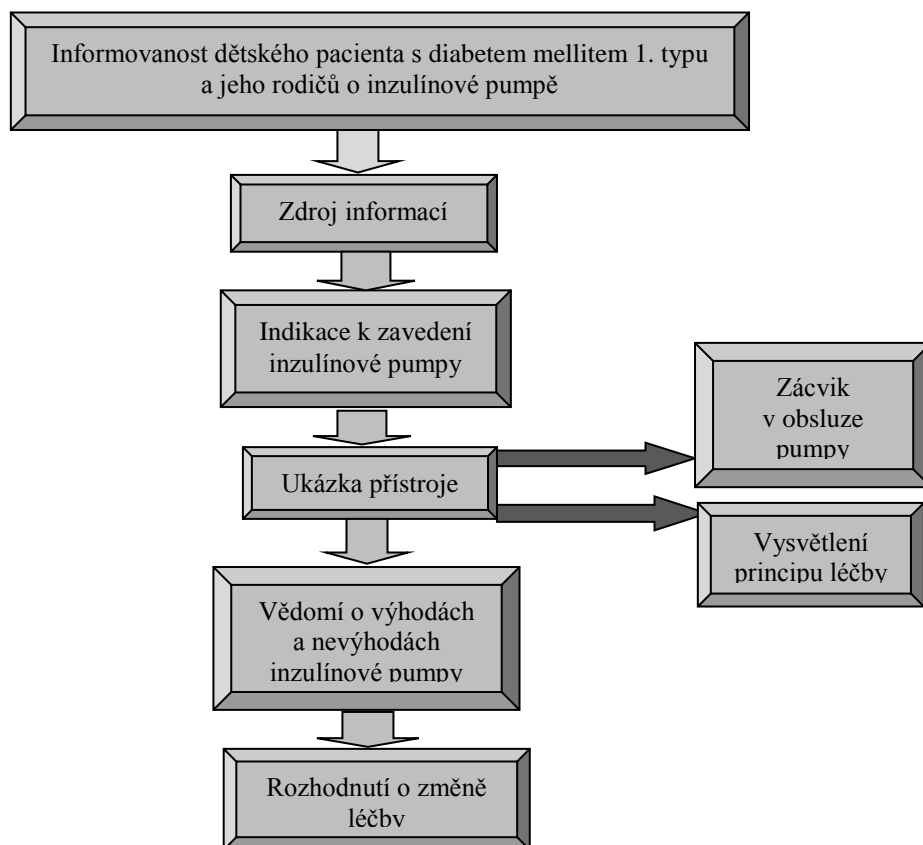 Informovanost dětského pacienta s diabetem mellitem 1. typu
a jeho rodičů o inzulínové pumpě
Zdroj informací
Indikace k zavedení
inzulínové pumpy
Ukázka přístroje
Zácvik
v obsluze
pumpy
Vysvětlení
principu léčby
Vědomí o výhodách
a nevýhodách
inzulínové pumpy
Rozhodnutí o změně
léčby